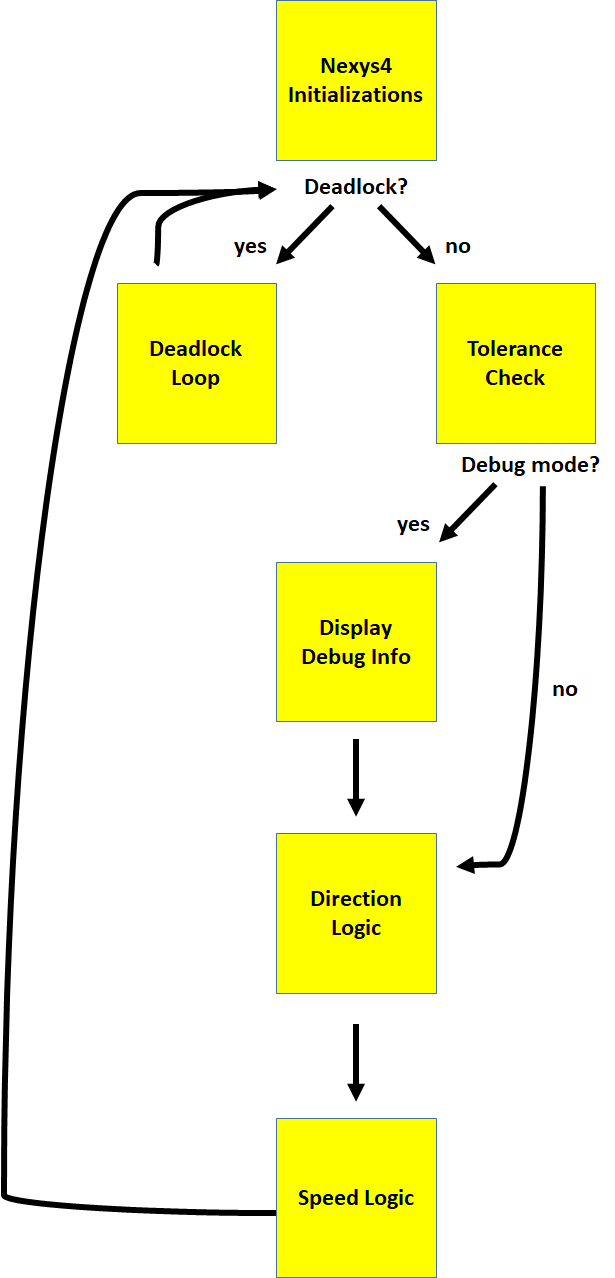 Nexys4
Initializations
Deadlock?
yes
no
Deadlock
Loop
Tolerance
Check
Debug mode?
yes
Display
Debug Info
no
Direction
Logic
Speed Logic